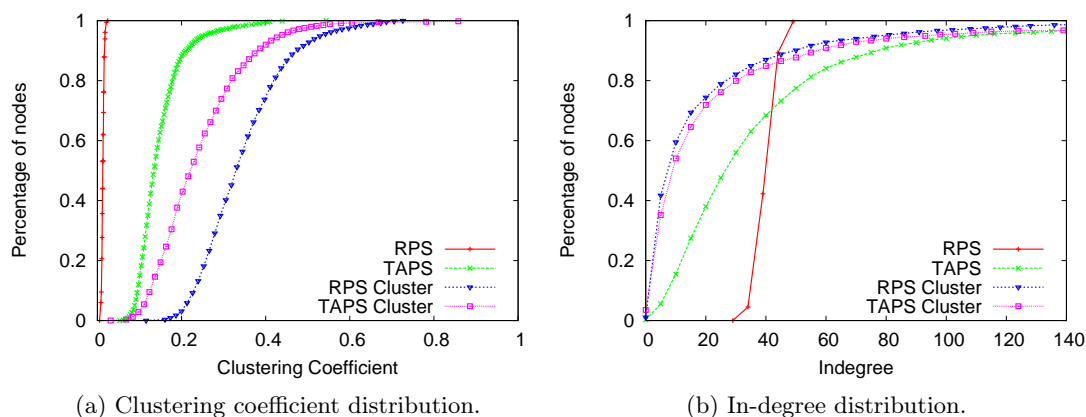 Percentage of nodes
1
0.8
0.6
0.4
0.2
0
0 0.2 0.4 0.6 0.8 1
Clustering Coefficient
RPS
TAPS
RPS Cluster
TAPS Cluster
(a) Clustering coefficient distribution.
Percentage of nodes
1
0.8
0.6
0.4
0.2
0
0 20 40 60 80 100 120 140
Indegree
RPS
TAPS
RPS Cluster
TAPS Cluster
(b) In-degree distribution.